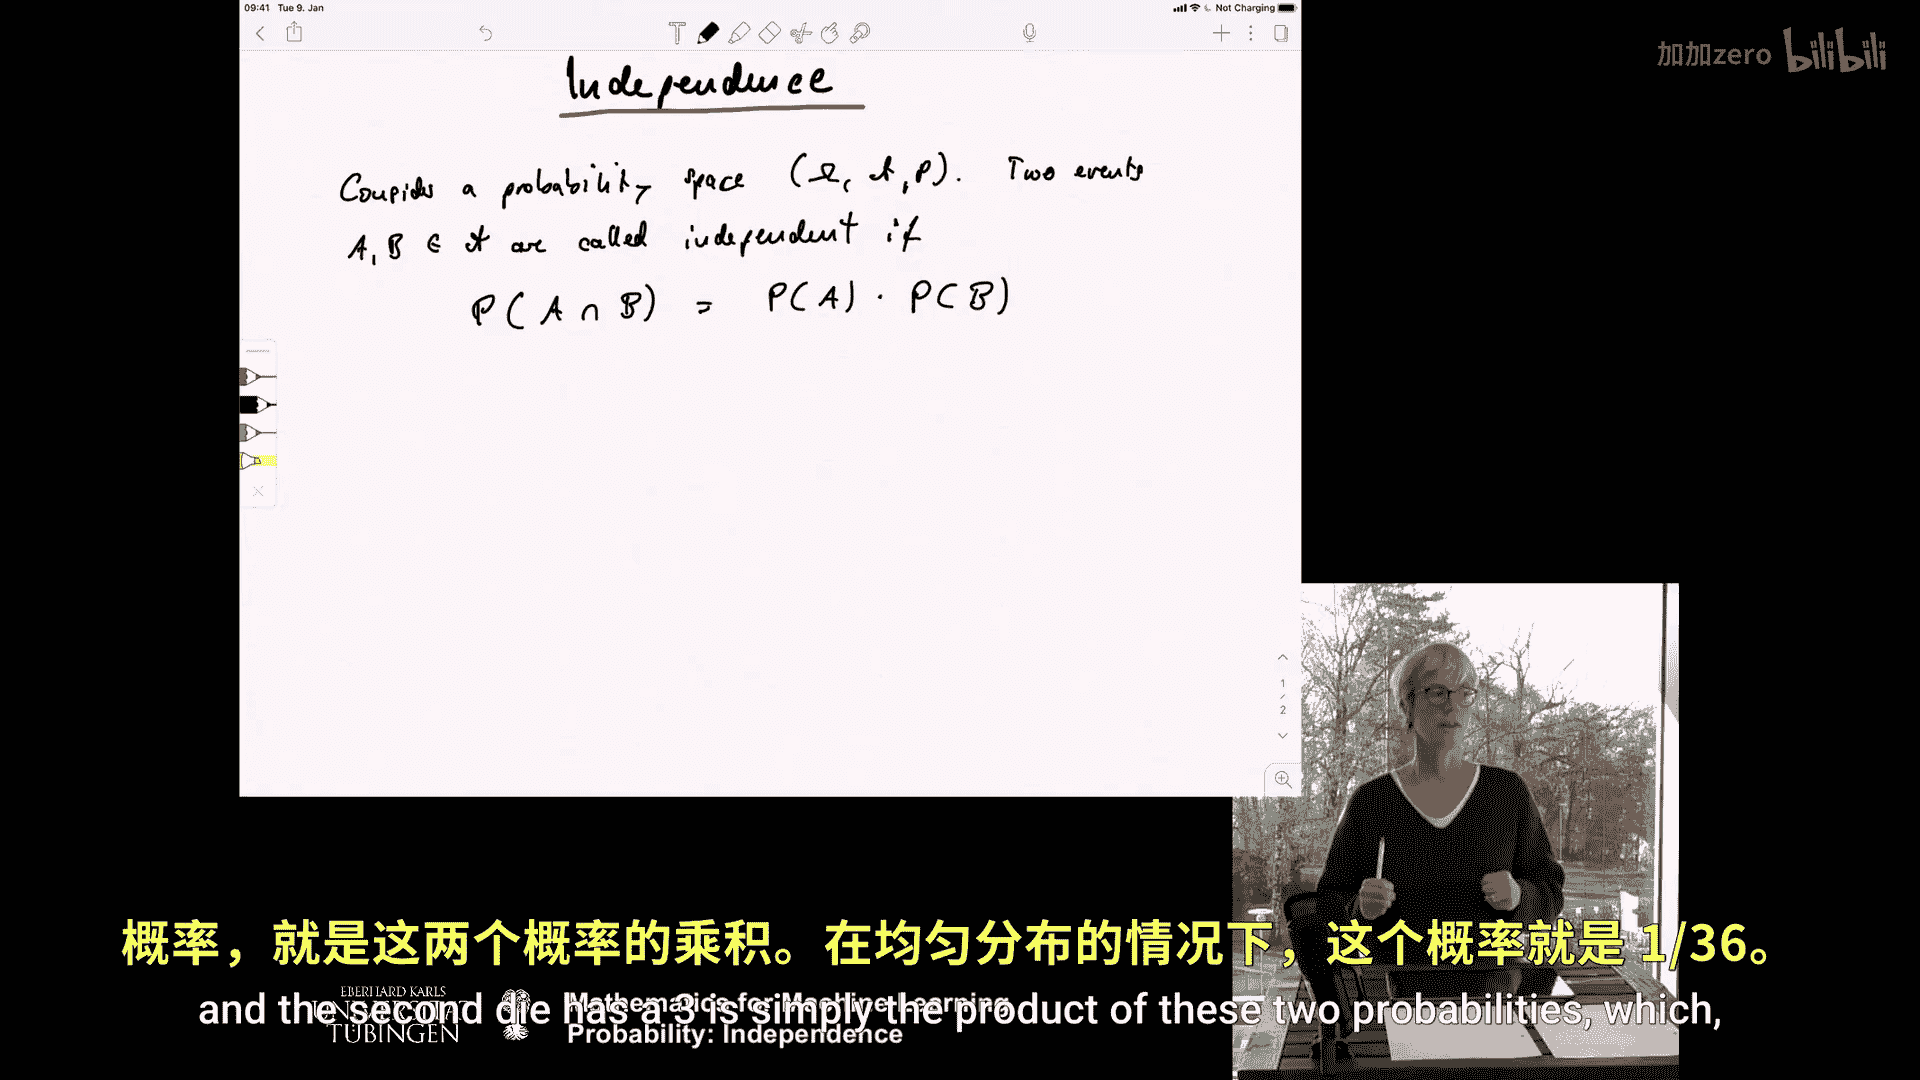 09:41 Tue 9. Jan
Not Charging
加加zero bilibili
Independence
Consider a probability space (Ω, 𝒜, P). Two events
A, B ∈ 𝒜 are called independent if
P(A ∩ B) = P(A) · P(B)
1
2
概率，就是这两个概率的乘积。在均匀分布的情况下，这个概率就是 1/36。
EBERHARD KARLS
UNIVERSITÄT
TÜBINGEN
Mathematics for Machine Learning
and the second die has a 3 is simply the product of these two probabilities, which,
Probability: Independence